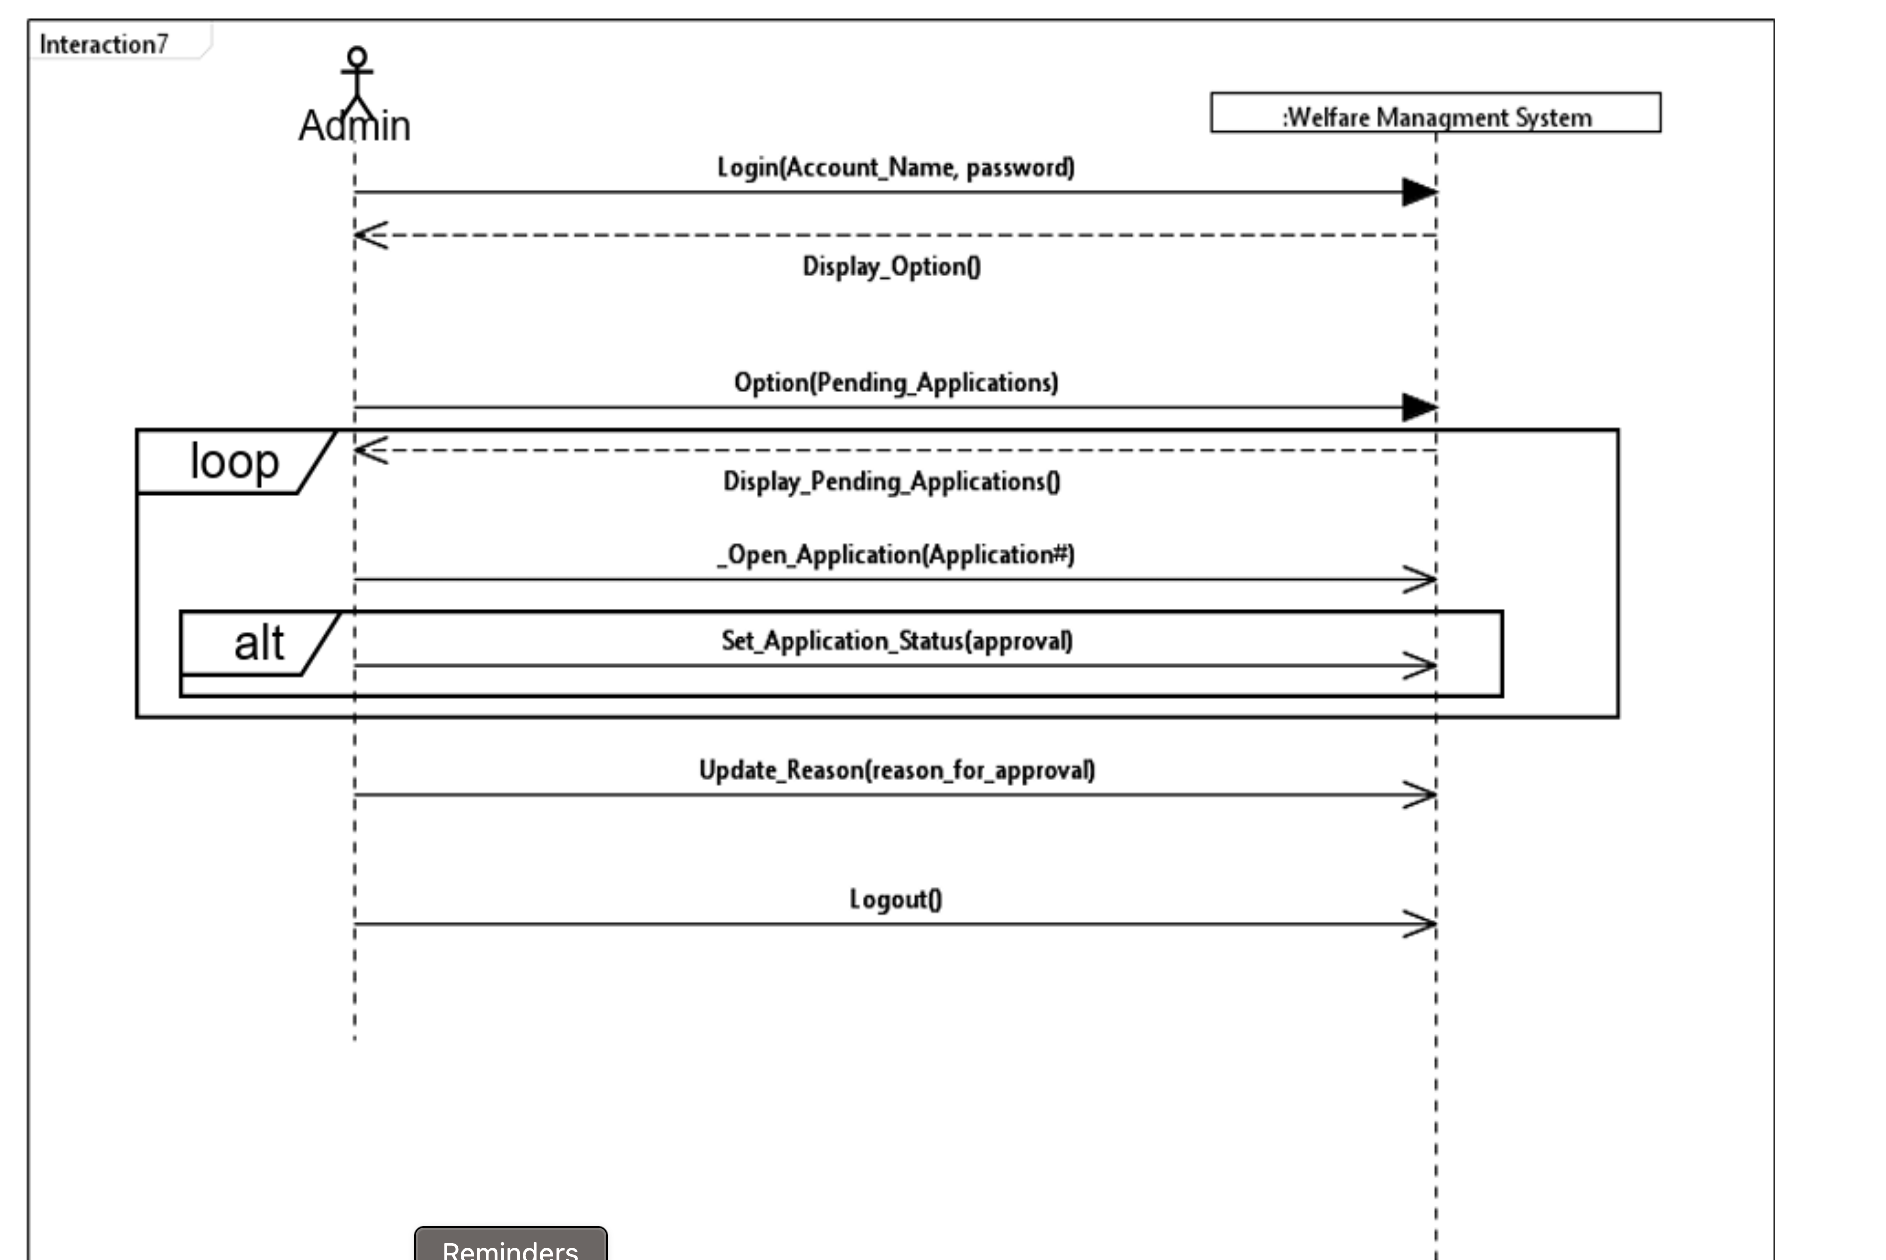 Interaction7
Admin
:Welfare Managment System
Login(Account_Name, password)
Display_Option()
Option(Pending_Applications)
loop
Display_Pending_Applications()
_Open_Application(Application#)
alt
Set_Application_Status(approval)
Update_Reason(reason_for_approval)
Logout()
Reminders